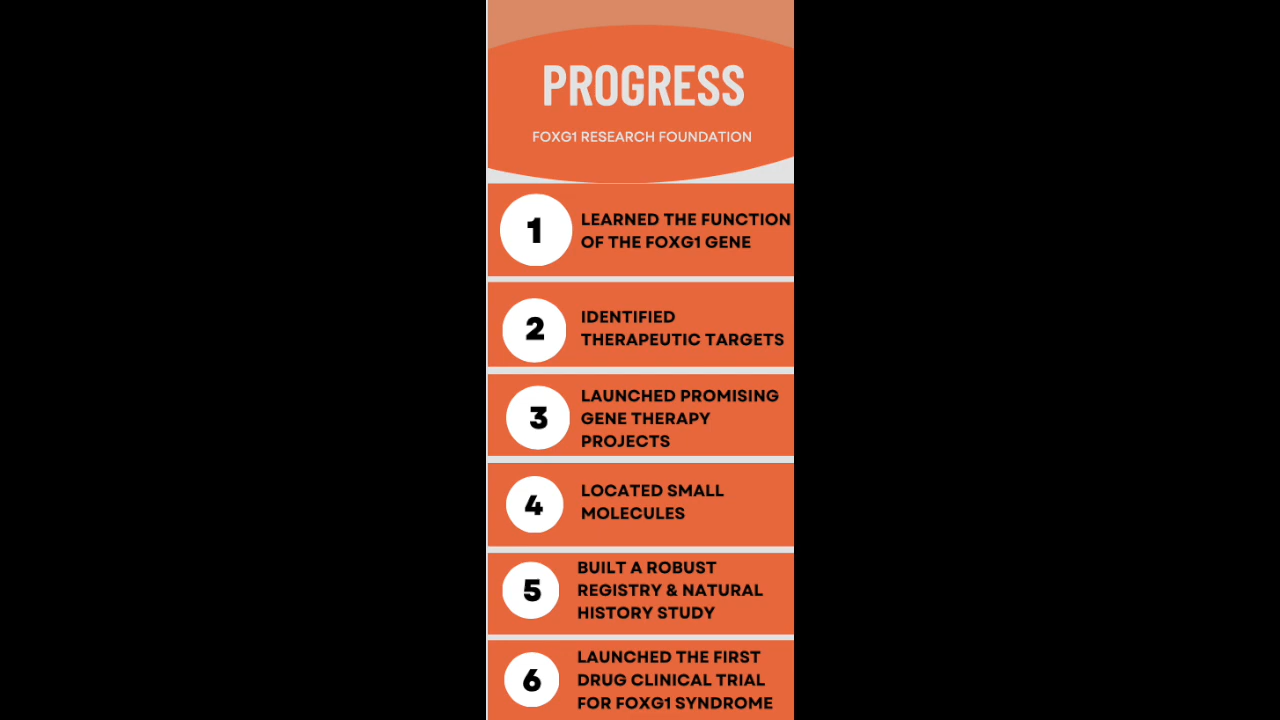 PROGRESS
FOXG1 RESEARCH FOUNDATION
1
LEARNED THE FUNCTION
OF THE FOXG1 GENE
2
IDENTIFIED
THERAPEUTIC TARGETS
3
LAUNCHED PROMISING
GENE THERAPY
PROJECTS
4
LOCATED SMALL
MOLECULES
5
BUILT A ROBUST
REGISTRY & NATURAL
HISTORY STUDY
6
LAUNCHED THE FIRST
DRUG CLINICAL TRIAL
FOR FOXG1 SYNDROME